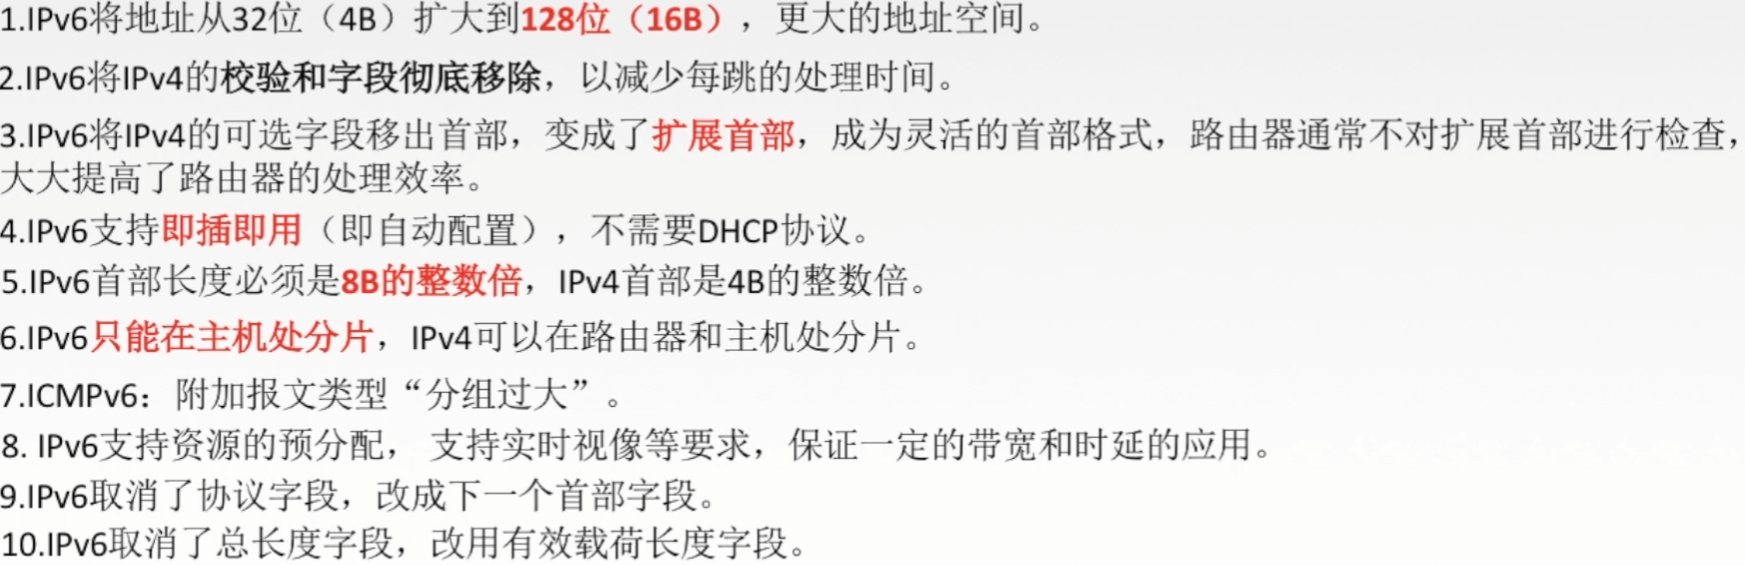 1.IPv6将地址从32位（4B）扩大到128位（16B），更大的地址空间。
2.IPv6将IPv4的校验和字段彻底移除，以减少每跳的处理时间。
3.IPv6将IPv4的可选字段移出首部，变成了扩展首部，成为灵活的首部格式，路由器通常不对扩展首部进行检查，
大大提高了路由器的处理效率。
4.IPv6支持即插即用（即自动配置），不需要DHCP协议。
5.IPv6首部长度必须是8B的整数倍，IPv4首部是4B的整数倍。
6.IPv6只能在主机处分片，IPv4可以在路由器和主机处分片。
7.ICMPv6：附加报文类型“分组过大”。
8. IPv6支持资源的预分配， 支持实时视像等要求，保证一定的带宽和时延的应用。
9.IPv6取消了协议字段，改成下一个首部字段。
10.IPv6取消了总长度字段，改用有效载荷长度字段。